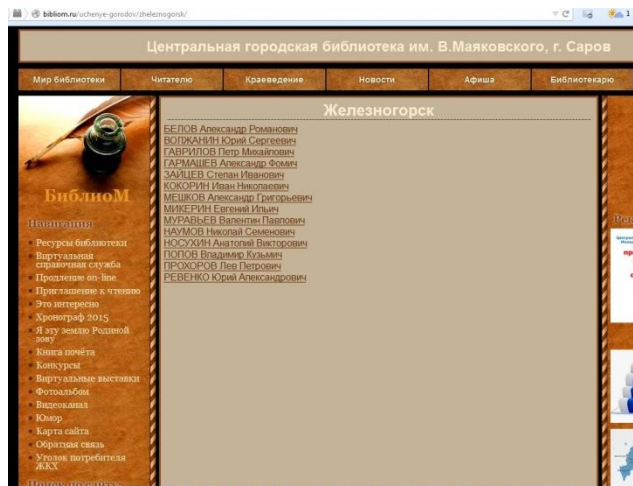 bibliom.ru/uchenye-gorodov/zheleznogorsk/
1
Центральная городская библиотека им. В.Маяковского, г. Саров
Мир библиотеки Читателю Краеведение Новости Афиша Библиотекарю
БиблиоМ
Навигация
Ресурсы библиотеки
Виртуальная
справочная служба
Продление on-line
Приглашение к чтению
Это интересно
Хронограф 2015
Я эту землю Родиной
зову
Книга почёта
Конкурсы
Виртуальные выставки
Фотоальбом
Видеоканал
Юмор
Карта сайта
Обратная связь
Уголок потребителя
ЖКХ
Поиск по сайту
Железногорск
БЕЛОВ Александр Романович
ВОЛЖАНИН Юрий Сергеевич
ГАВРИЛОВ Петр Михайлович
ГАРМАШЕВ Александр Фомич
ЗАЙЦЕВ Степан Иванович
КОКОРИН Иван Николаевич
МЕШКОВ Александр Григорьевич
МИКЕРИН Евгений Ильич
МУРАВЬЕВ Валентин Павлович
НАУМОВ Николай Семенович
НОСУХИН Анатолий Викторович
ПОПОВ Владимир Кузьмич
ПРОХОРОВ Лев Петрович
РЕВЕНКО Юрий Александрович